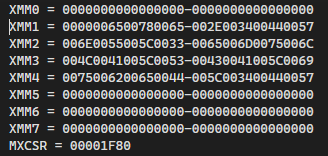 XMM0 = 0000000000000000-0000000000000000
XMM1 = 0000006500780065-002E003400440057
XMM2 = 006E0055005C0033-0065006D0075006C
XMM3 = 004C0041005C0053-00430041005C0069
XMM4 = 0075006200650044-005C003400440057
XMM5 = 0000000000000000-0000000000000000
XMM6 = 0000000000000000-0000000000000000
XMM7 = 0000000000000000-0000000000000000
MXCSR = 00001F80